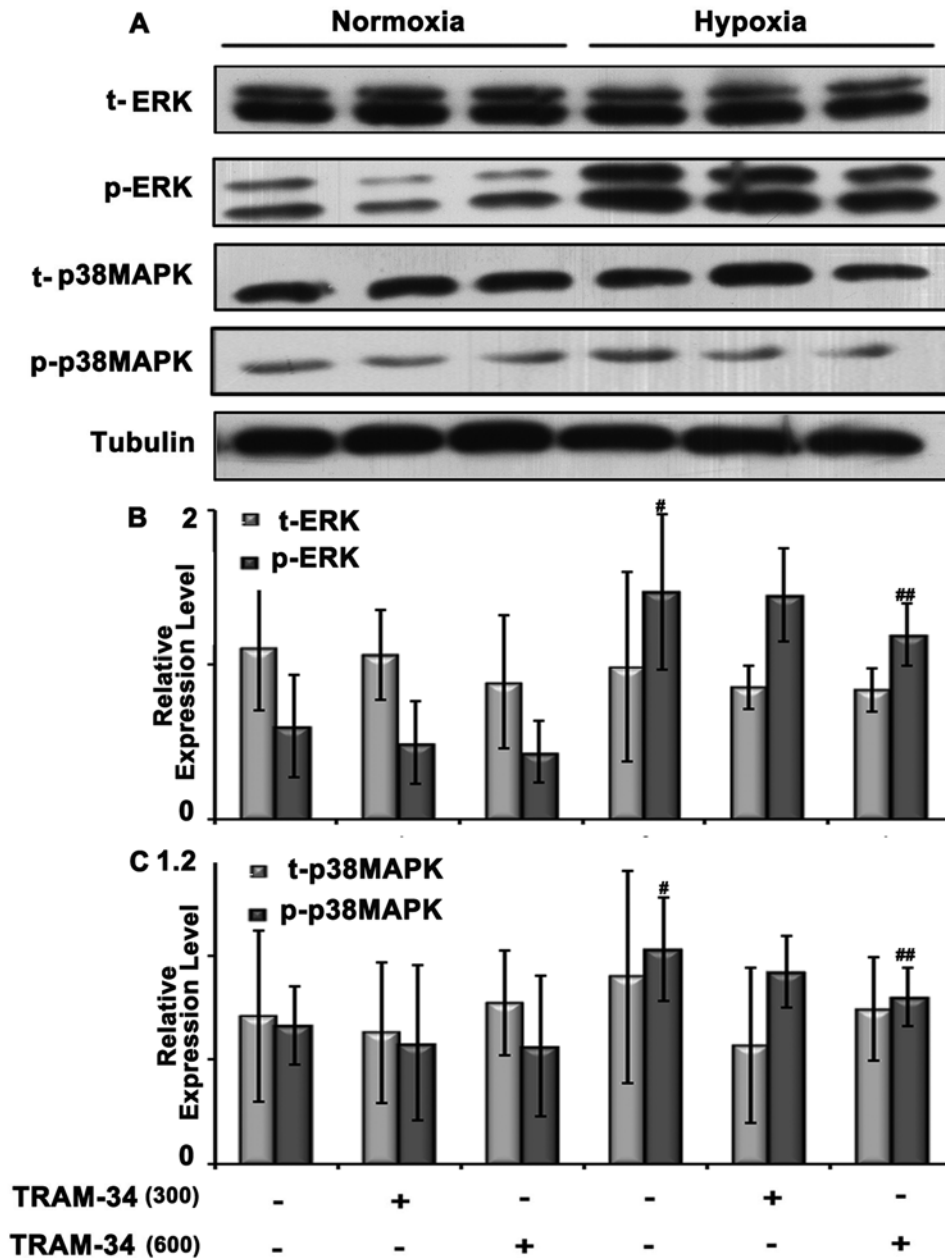 A Normoxia Hypoxia
t-ERK
p-ERK
t-p38MAPK
p-p38MAPK
Tubulin
B 2
t-ERK
p-ERK
# ##
Relative
Expression Level
0
C 1.2
t-p38MAPK
p-p38MAPK
# ##
Relative
Expression Level
0
TRAM-34 (300) - + - - + -
TRAM-34 (600) - - + - - +